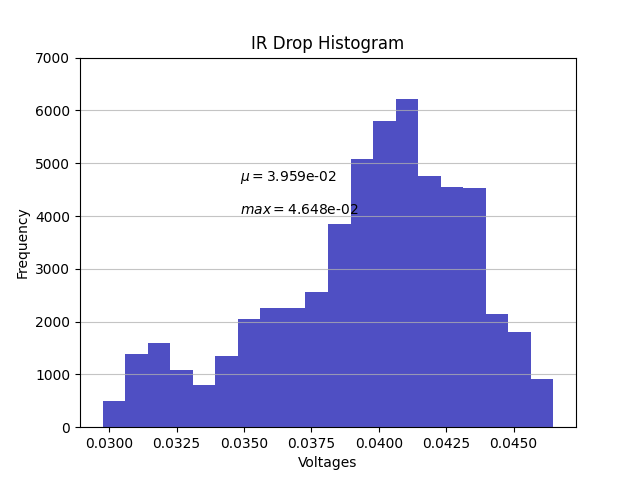 IR Drop Histogram
7000
6000
5000
4000
3000
2000
1000
0
Frequency
μ = 3.959e-02
max = 4.648e-02
0.0300 0.0325 0.0350 0.0375 0.0400 0.0425 0.0450
Voltages